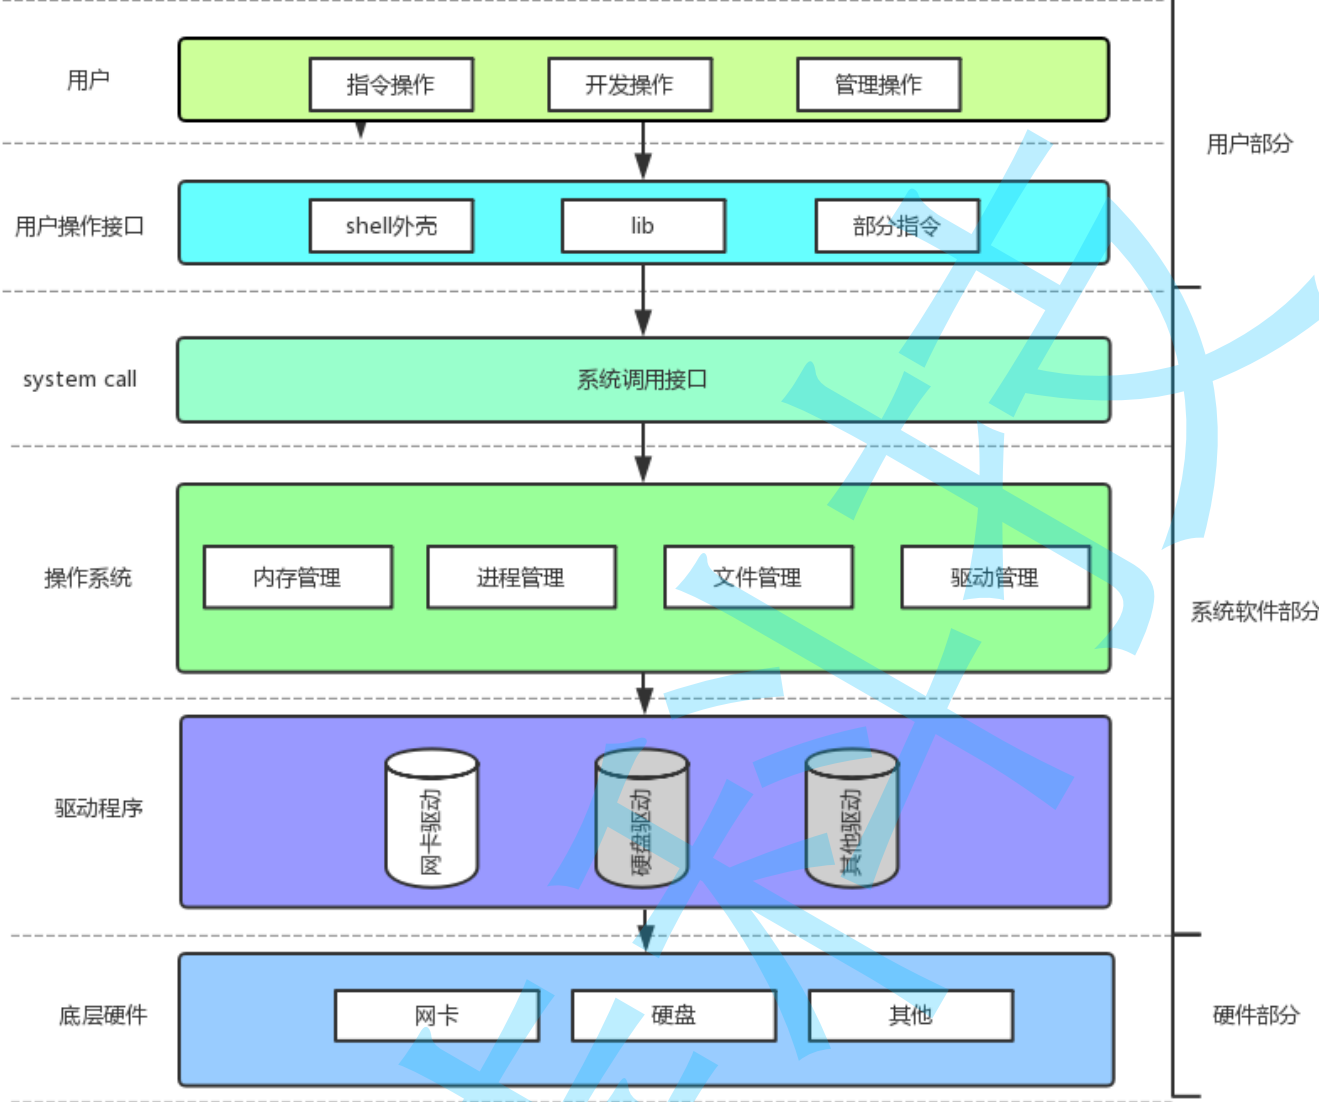 用户
指令操作
开发操作
管理操作
用户部分
用户操作接口
shell外壳
lib
部分指令
system call
系统调用接口
操作系统
内存管理
进程管理
文件管理
驱动管理
系统软件部分
驱动程序
网卡驱动
硬盘驱动
其他驱动
底层硬件
网卡
硬盘
其他
硬件部分